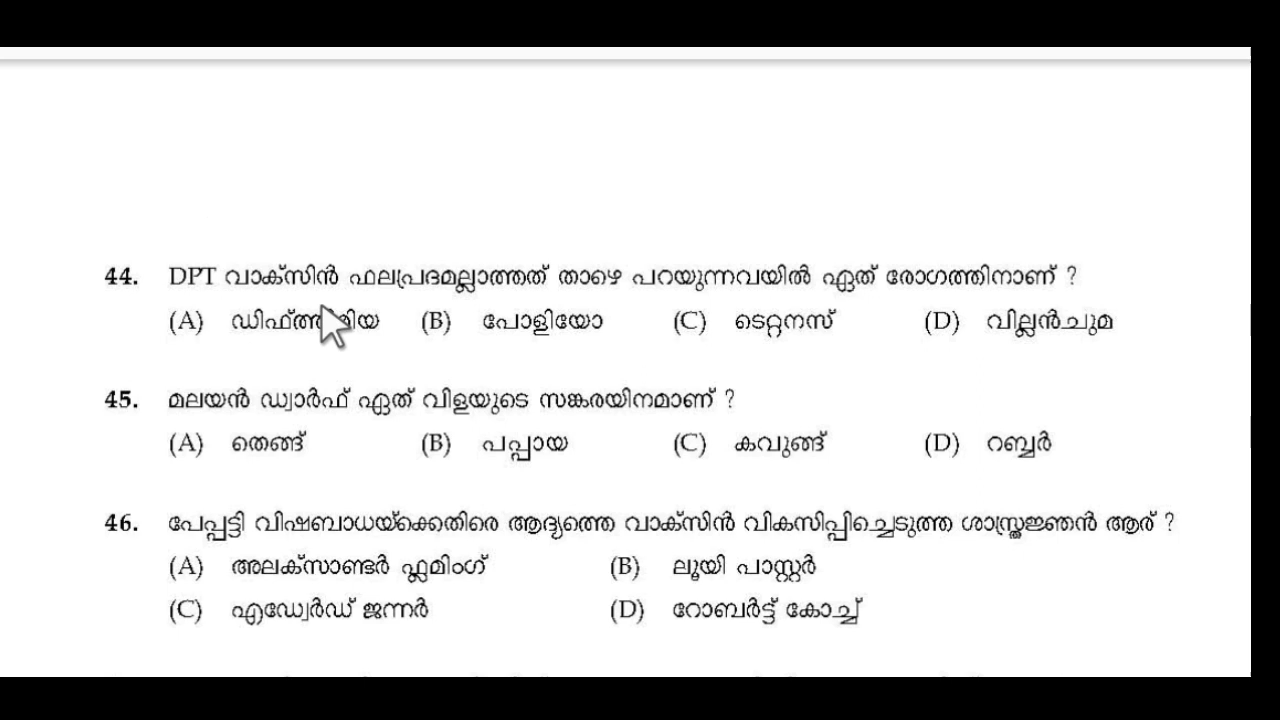 44. DPT വാക്സിൻ ഫലപ്രദമല്ലാത്തത് താഴെ പറയുന്നവയിൽ ഏത് രോഗത്തിനാണ് ?
(A) (B) പോളിയോ (C) ടെറ്റനസ് (D) വില്ലൻചുമ
45. മലയൻ ഡ്വാർഫ് ഏത് വിളയുടെ സങ്കരയിനമാണ് ?
(A) തെങ്ങ് (B) പപ്പായ (C) കവുങ്ങ് (D) റബ്ബർ
46. പേപ്പട്ടി വിഷബാധയ്ക്കെതിരെ ആദ്യത്തെ വാക്സിൻ വികസിപ്പിച്ചെടുത്ത ശാസ്ത്രജ്ഞൻ ആര് ?
(A) അലക്സാണ്ടർ ഫ്ലമിംഗ് (B) ലൂയി പാസ്റ്റർ
(C) എഡ്വേർഡ് ജന്നർ (D) റോബർട്ട് കോച്ച്